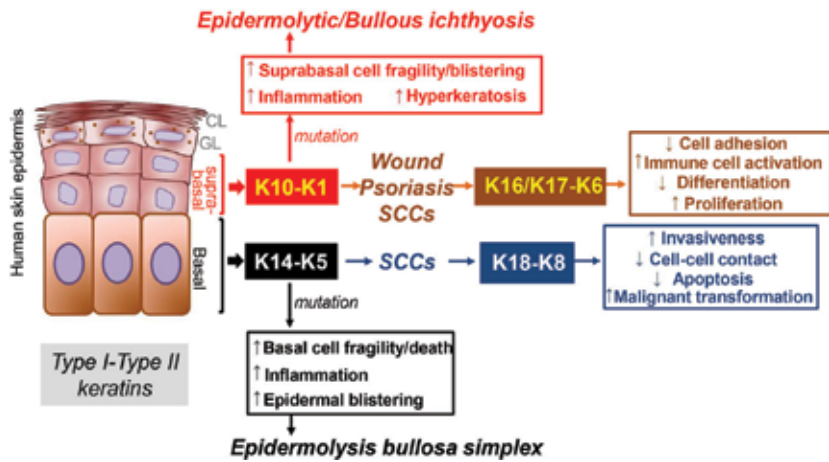 Epidermolytic/Bullous ichthyosis
↑ Suprabasal cell fragility/blistering
↑ Inflammation ↑ Hyperkeratosis
mutation
Human skin epidermis
CL
GL
supra-
basal
Basal
K10-K1
Wound
Psoriasis
SCCs
K16/K17-K6
↓ Cell adhesion
↑Immune cell activation
↓ Differentiation
↑ Proliferation
K14-K5
SCCs
K18-K8
↑ Invasiveness
↓ Cell-cell contact
↓ Apoptosis
↑Malignant transformation
mutation
↑Basal cell fragility/death
↑ Inflammation
↑ Epidermal blistering
Epidermolysis bullosa simplex
Type I-Type II
keratins